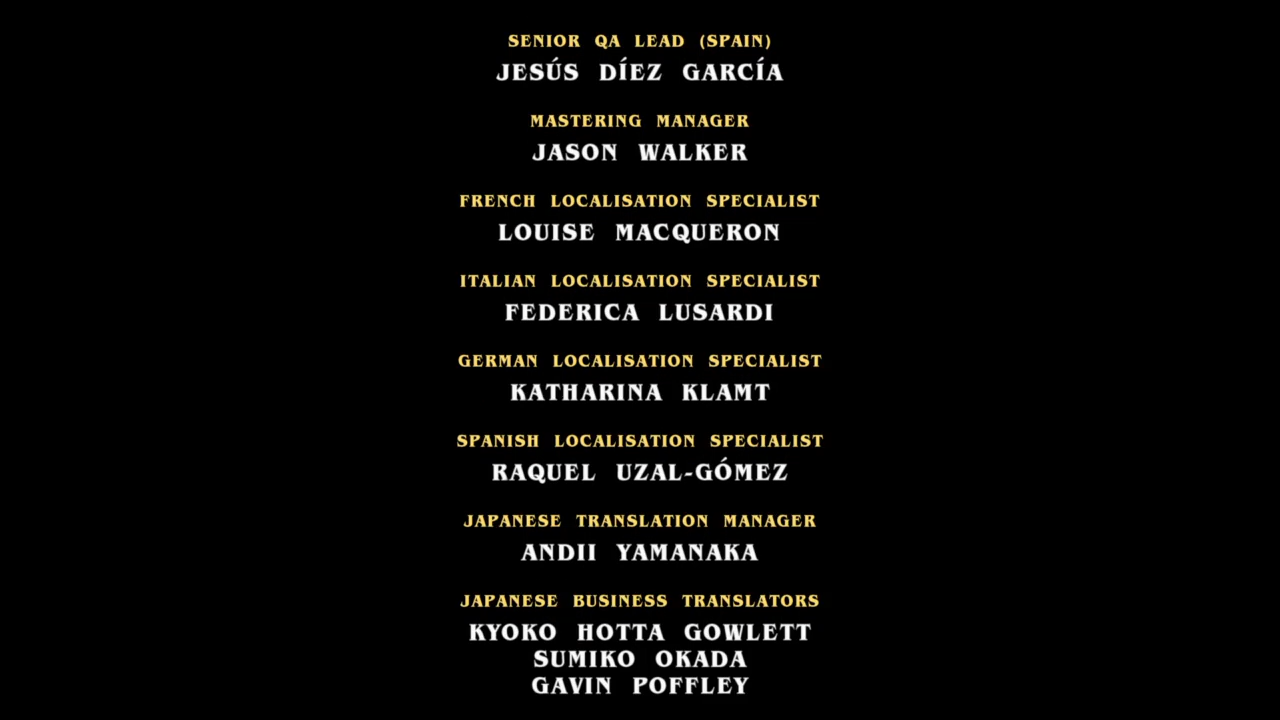 SENIOR QA LEAD (SPAIN)
JESÚS DÍEZ GARCÍA
MASTERING MANAGER
JASON WALKER
FRENCH LOCALISATION SPECIALIST
LOUISE MACQUERON
ITALIAN LOCALISATION SPECIALIST
FEDERICA LUSARDI
GERMAN LOCALISATION SPECIALIST
KATHARINA KLAMT
SPANISH LOCALISATION SPECIALIST
RAQUEL UZAL-GÓMEZ
JAPANESE TRANSLATION MANAGER
ANDII YAMANAKA
JAPANESE BUSINESS TRANSLATORS
KYOKO HOTTA GOWLETT
SUMIKO OKADA
GAVIN POFFLEY